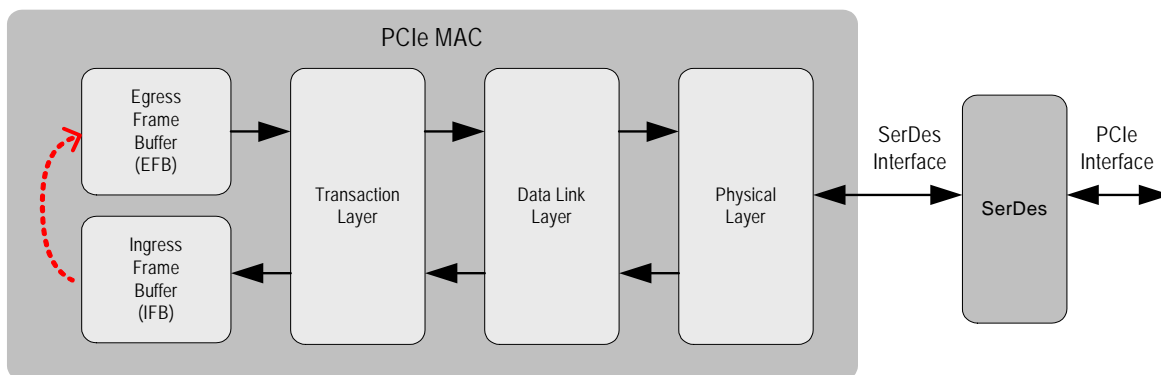 PCIe MAC
Egress
Frame
Buffer
(EFB)
Ingress
Frame
Buffer
(IFB)
Transaction
Layer
Data Link
Layer
Physical
Layer
SerDes
Interface
SerDes
PCIe
Interface